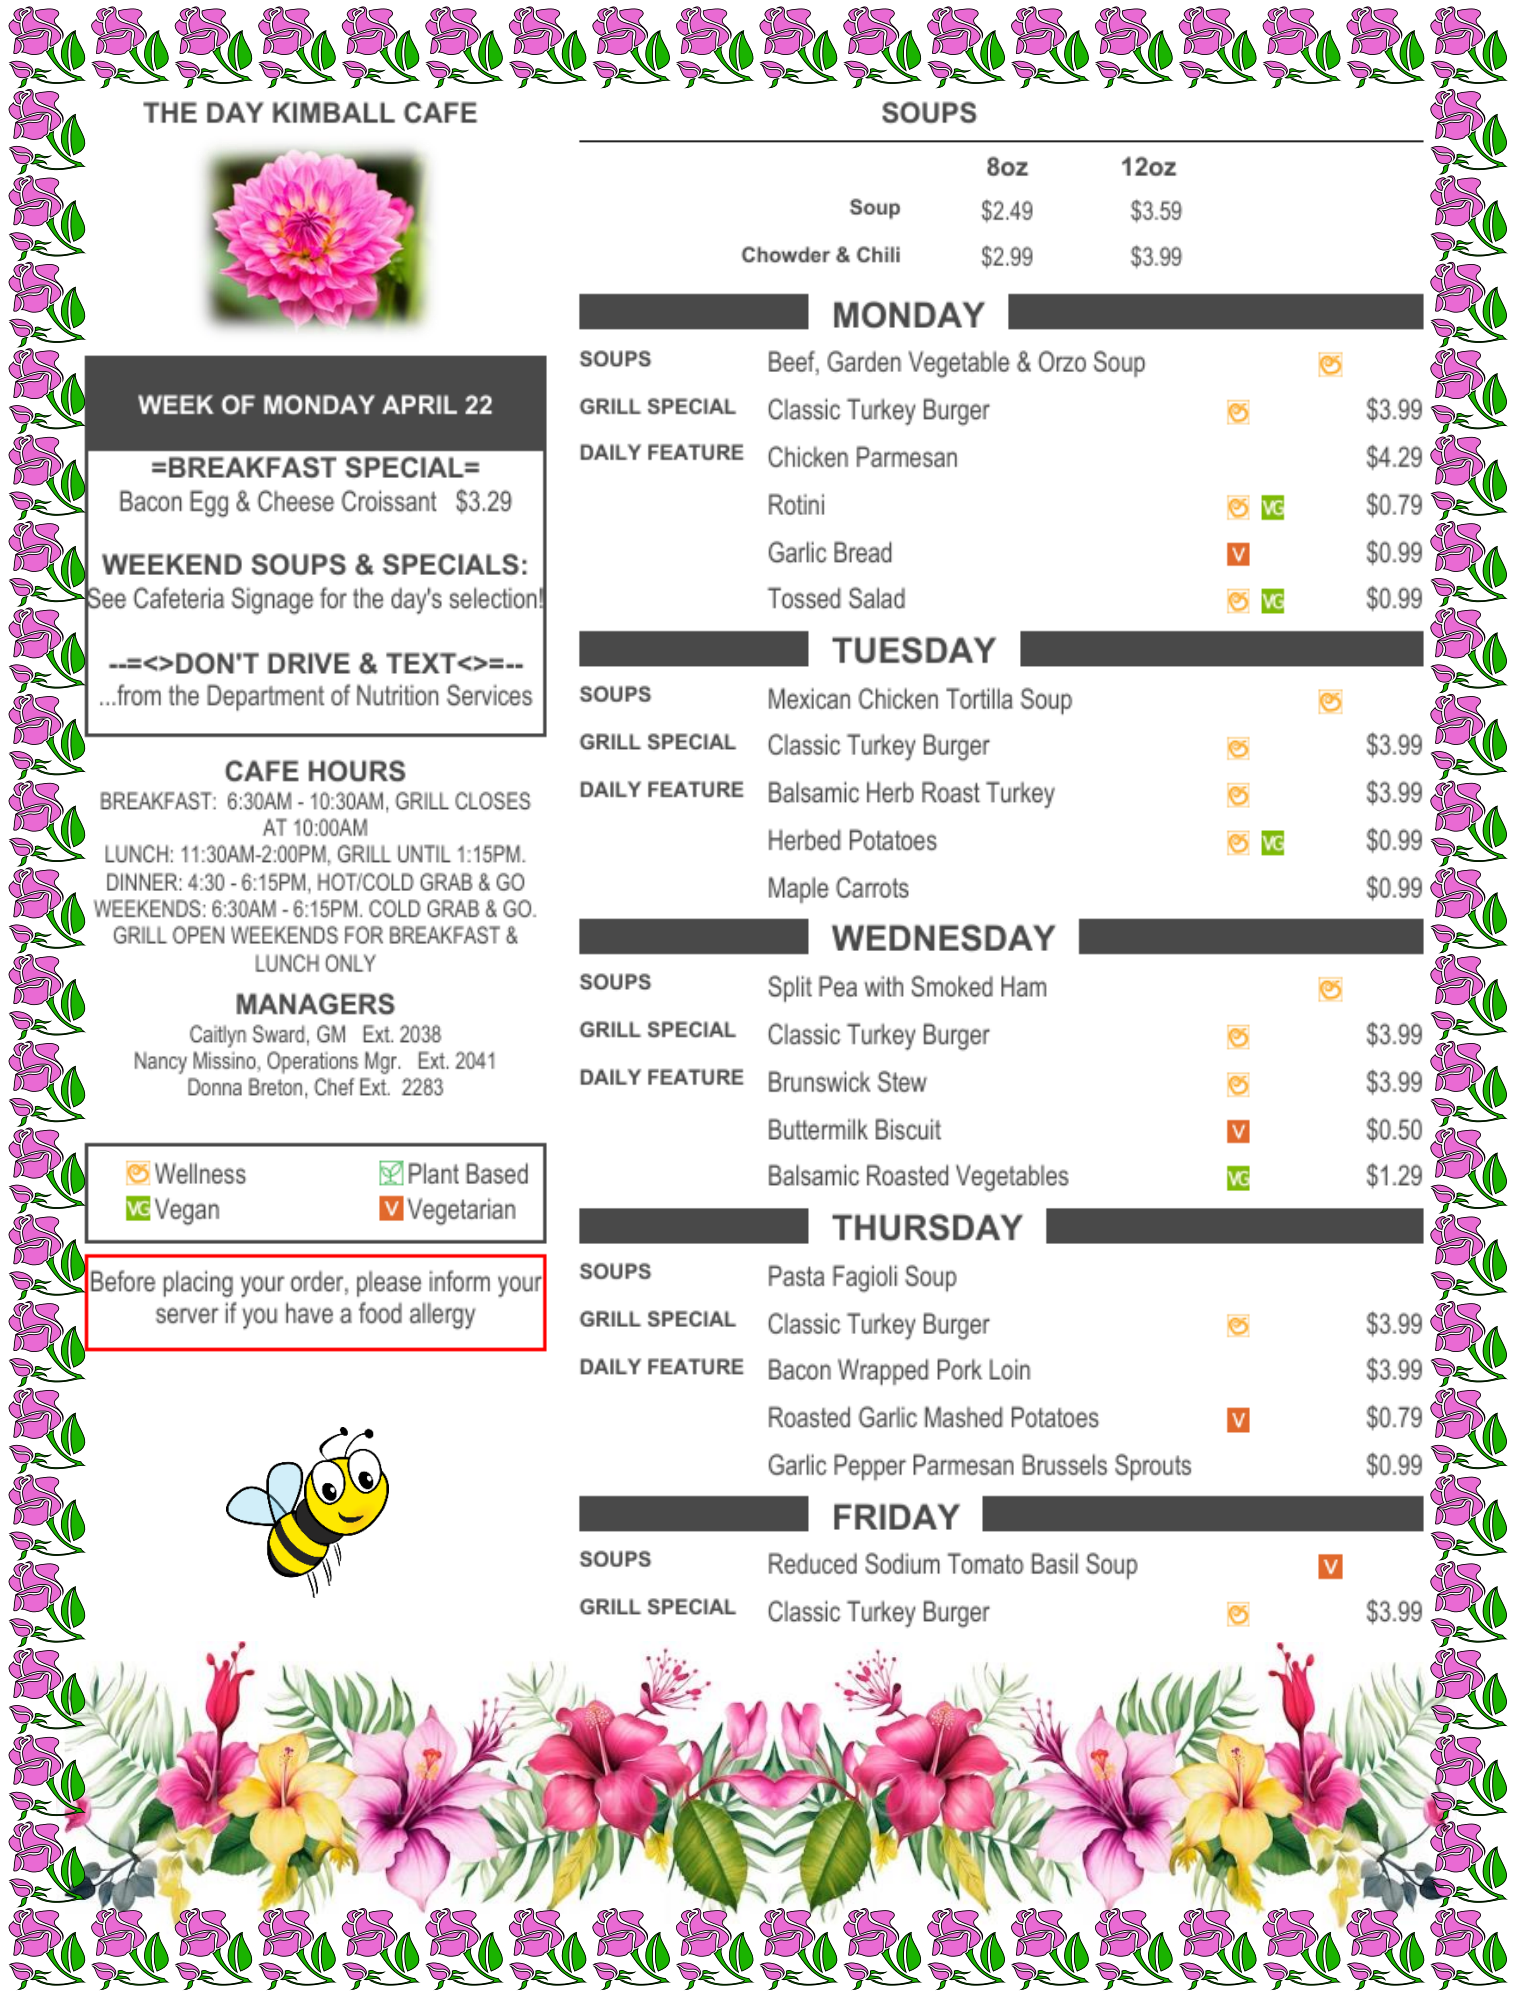 THE DAY KIMBALL CAFE
WEEK OF MONDAY APRIL 22
=BREAKFAST SPECIAL=
Bacon Egg & Cheese Croissant $3.29
WEEKEND SOUPS & SPECIALS:
See Cafeteria Signage for the day's selection!
--=<>DON'T DRIVE & TEXT<>=--
...from the Department of Nutrition Services
CAFE HOURS
BREAKFAST: 6:30AM - 10:30AM, GRILL CLOSES
AT 10:00AM
LUNCH: 11:30AM-2:00PM, GRILL UNTIL 1:15PM.
DINNER: 4:30 - 6:15PM, HOT/COLD GRAB & GO
WEEKENDS: 6:30AM - 6:15PM. COLD GRAB & GO.
GRILL OPEN WEEKENDS FOR BREAKFAST &
LUNCH ONLY
MANAGERS
Caitlyn Sward, GM Ext. 2038
Nancy Missino, Operations Mgr. Ext. 2041
Donna Breton, Chef Ext. 2283
Wellness Plant Based
VG Vegan V Vegetarian
Before placing your order, please inform your
server if you have a food allergy
SOUPS
8oz 12oz
Soup $2.49 $3.59
Chowder & Chili $2.99 $3.99
MONDAY
SOUPS Beef, Garden Vegetable & Orzo Soup
GRILL SPECIAL Classic Turkey Burger $3.99
DAILY FEATURE Chicken Parmesan $4.29
Rotini VG $0.79
Garlic Bread V $0.99
Tossed Salad VG $0.99
TUESDAY
SOUPS Mexican Chicken Tortilla Soup
GRILL SPECIAL Classic Turkey Burger $3.99
DAILY FEATURE Balsamic Herb Roast Turkey $3.99
Herbed Potatoes VG $0.99
Maple Carrots $0.99
WEDNESDAY
SOUPS Split Pea with Smoked Ham
GRILL SPECIAL Classic Turkey Burger $3.99
DAILY FEATURE Brunswick Stew $3.99
Buttermilk Biscuit V $0.50
Balsamic Roasted Vegetables VG $1.29
THURSDAY
SOUPS Pasta Fagioli Soup
GRILL SPECIAL Classic Turkey Burger $3.99
DAILY FEATURE Bacon Wrapped Pork Loin $3.99
Roasted Garlic Mashed Potatoes V $0.79
Garlic Pepper Parmesan Brussels Sprouts $0.99
FRIDAY
SOUPS Reduced Sodium Tomato Basil Soup V
GRILL SPECIAL Classic Turkey Burger $3.99